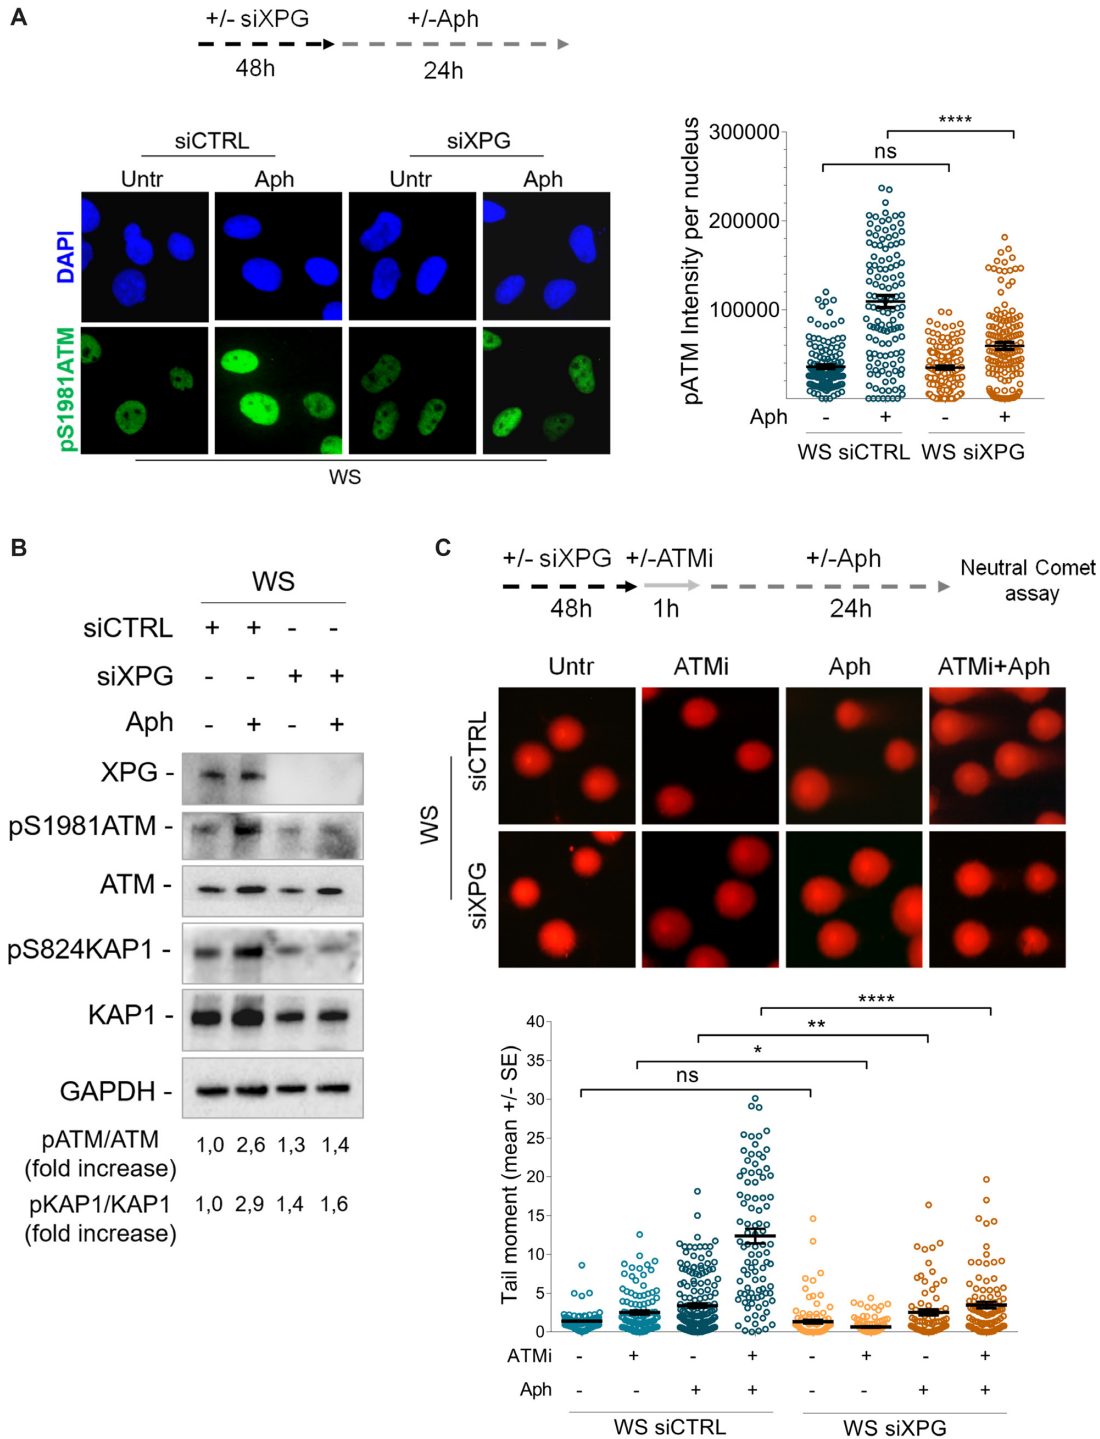 A
+/- siXPG
+/-Aph
48h
24h
siCTRL
siXPG
Untr
Aph
Untr
Aph
DAPI
pS1981ATM
WS
pATM Intensity per nucleus
300000
200000
100000
ns
****
Aph
-
+
-
+
WS siCTRL
WS siXPG
B
WS
siCTRL + + - -
siXPG - - + +
Aph - + - +
XPG -
pS1981ATM -
ATM -
pS824KAP1 -
KAP1 -
GAPDH -
pATM/ATM
(fold increase)
1,0 2,6 1,3 1,4
pKAP1/KAP1
(fold increase)
1,0 2,9 1,4 1,6
C
+/- siXPG
+/-ATMi
+/-Aph
48h
1h
24h
Neutral Comet
assay
Untr
ATMi
Aph
ATMi+Aph
WS
siCTRL
siXPG
Tail moment (mean +/- SE)
40
35
30
25
20
15
10
5
0
ns
*
**
****
ATMi - + - + - + - +
Aph - - + + - - + +
WS siCTRL
WS siXPG